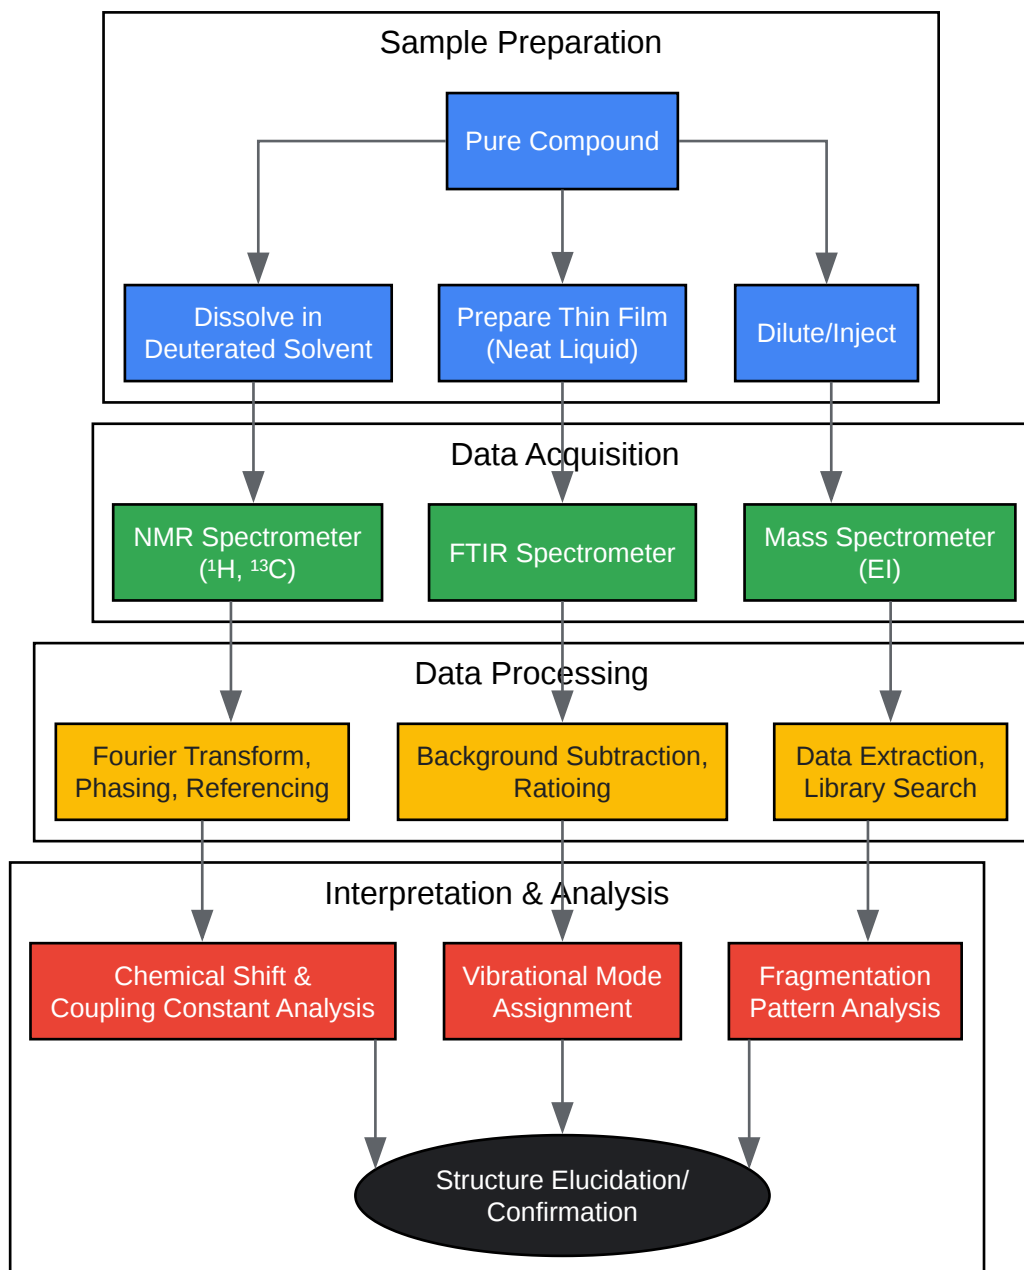 Sample Preparation
Pure Compound
Dissolve in
Deuterated Solvent
Prepare Thin Film
(Neat Liquid)
Dilute/Inject
Data Acquisition
NMR Spectrometer
(¹H, ¹³C)
FTIR Spectrometer
Mass Spectrometer
(EI)
Data Processing
Fourier Transform,
Phasing, Referencing
Background Subtraction,
Ratioing
Data Extraction,
Library Search
Interpretation & Analysis
Chemical Shift &
Coupling Constant Analysis
Vibrational Mode
Assignment
Fragmentation
Pattern Analysis
Structure Elucidation/
Confirmation